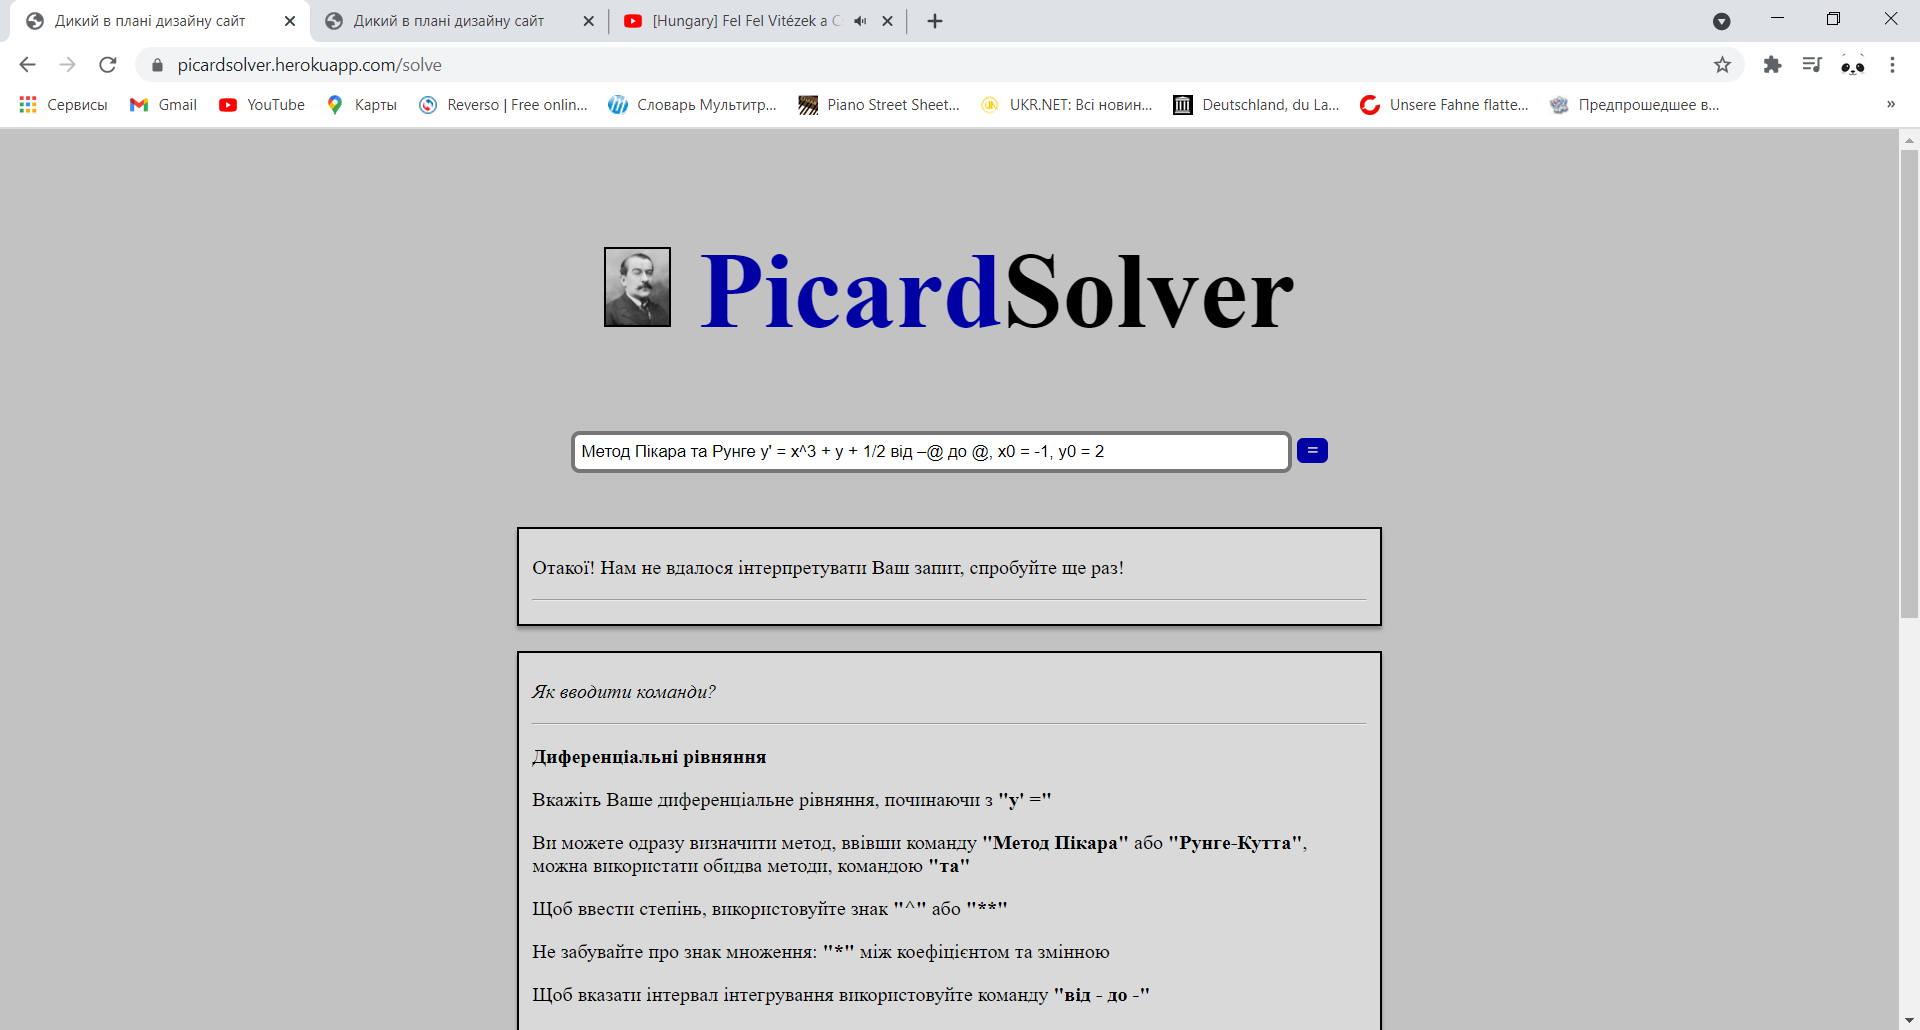 Дикий в плані дизайну сайт
Дикий в плані дизайну сайт
[Hungary] Fel Fel Vitézek a C
picardsolver.herokuapp.com/solve
Сервисы
Gmail
YouTube
Карты
Reverso | Free onlin...
Словарь Мультитр...
Piano Street Sheet...
UKR.NET: Всі новин...
Deutschland, du La...
Unsere Fahne flatte...
Предпрошедшее в...
»
PicardSolver
Метод Пікара та Рунге y' = x^3 + y + 1/2 від –@ до @, x0 = -1, y0 = 2
=
Отакої! Нам не вдалося інтерпретувати Ваш запит, спробуйте ще раз!
Як вводити команди?
Диференціальні рівняння
Вкажіть Ваше диференціальне рівняння, починаючи з "y' ="
Ви можете одразу визначити метод, ввівши команду "Метод Пікара" або "Рунге-Кутта",
можна використати обидва методи, командою "та"
Щоб ввести степінь, використовуйте знак "^" або "**"
Не забувайте про знак множення: "*" між коефіцієнтом та змінною
Щоб вказати інтервал інтегрування використовуйте команду "від - до -"